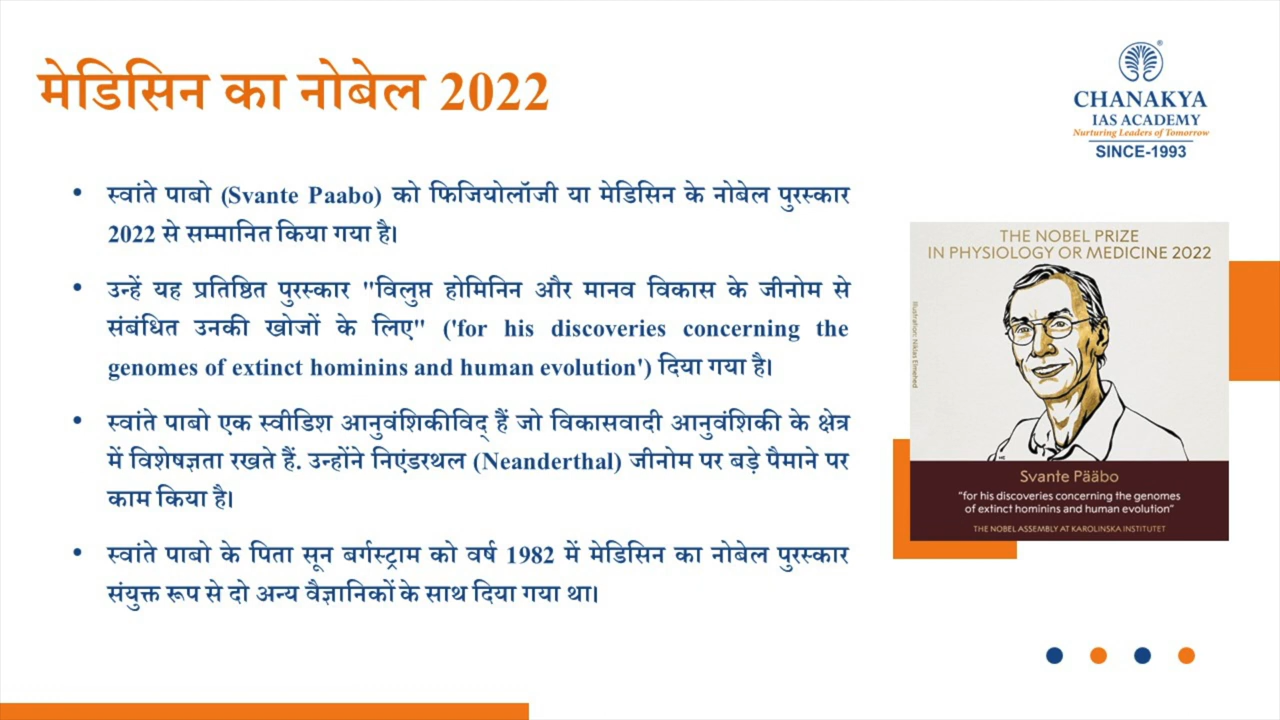 मेडिसिन का नोबेल 2022
CHANAKYA
IAS ACADEMY
Nurturing Leaders of Tomorrow
SINCE-1993
• स्वांते पाबो (Svante Paabo) को फिजियोलॉजी या मेडिसिन के नोबेल पुरस्कार
2022 से सम्मानित किया गया है।
• उन्हें यह प्रतिष्ठित पुरस्कार "विलुप्त होमिनिन और मानव विकास के जीनोम से
संबंधित उनकी खोजों के लिए" ('for his discoveries concerning the
genomes of extinct hominins and human evolution') दिया गया है।
• स्वांते पाबो एक स्वीडिश आनुवंशिकीविद् हैं जो विकासवादी आनुवंशिकी के क्षेत्र
में विशेषज्ञता रखते हैं. उन्होंने निएंडरथल (Neanderthal) जीनोम पर बड़े पैमाने पर
काम किया है।
• स्वांते पाबो के पिता सून बर्गस्ट्राम को वर्ष 1982 में मेडिसिन का नोबेल पुरस्कार
संयुक्त रूप से दो अन्य वैज्ञानिकों के साथ दिया गया था।
THE NOBEL PRIZE
IN PHYSIOLOGY OR MEDICINE 2022
Illustration: Niklas Elmehed
Svante Pääbo
“for his discoveries concerning the genomes
of extinct hominins and human evolution”
THE NOBEL ASSEMBLY AT KAROLINSKA INSTITUTET